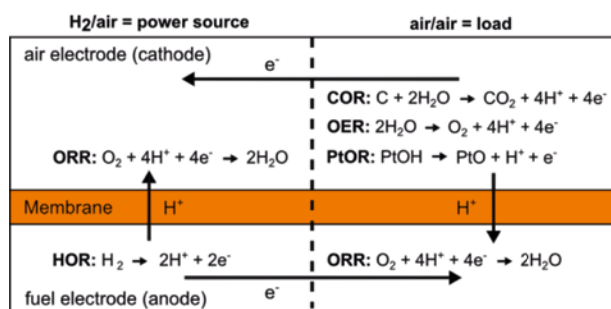 H₂/air = power source
air/air = load
air electrode (cathode)
e⁻
COR: C + 2H₂O → CO₂ + 4H⁺ + 4e⁻
OER: 2H₂O → O₂ + 4H⁺ + 4e⁻
ORR: O₂ + 4H⁺ + 4e⁻ → 2H₂O
PtOR: PtOH → PtO + H⁺ + e⁻
Membrane
H⁺
H⁺
HOR: H₂ → 2H⁺ + 2e⁻
ORR: O₂ + 4H⁺ + 4e⁻ → 2H₂O
fuel electrode (anode)
e⁻